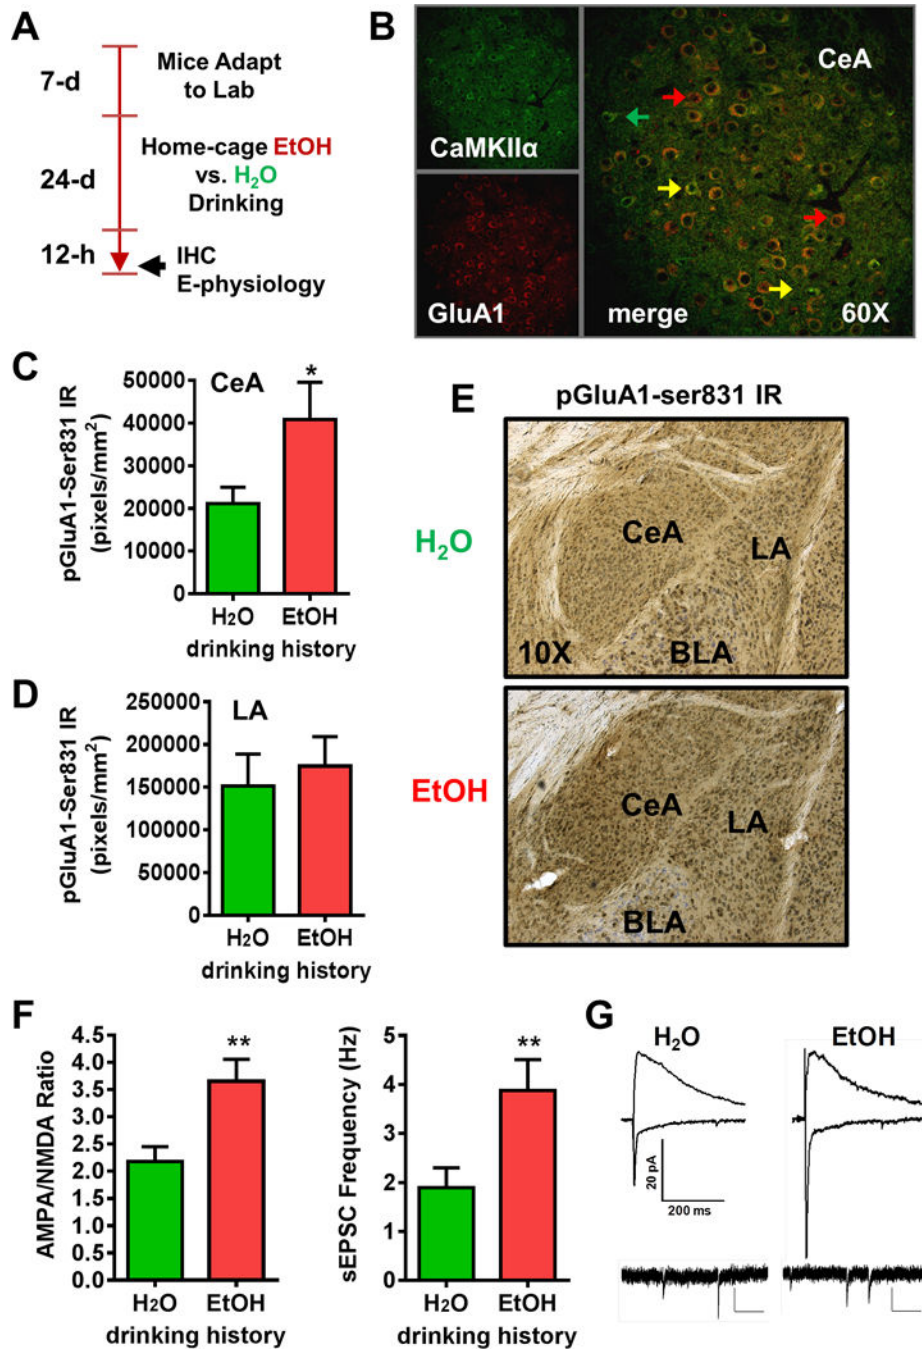 A
7-d
Mice Adapt
to Lab
24-d
Home-cage EtOH
vs. H₂O
Drinking
12-h
IHC
E-physiology
B
CaMKIIα
GluA1
CeA
merge
60X
C
pGluA1-Ser831 IR
(pixels/mm²)
50000
40000
30000
20000
10000
0
CeA
*
H₂O
EtOH
drinking history
D
pGluA1-Ser831 IR
(pixels/mm²)
250000
200000
150000
100000
50000
0
LA
H₂O
EtOH
drinking history
E
pGluA1-ser831 IR
H₂O
CeA
LA
10X
BLA
EtOH
CeA
LA
BLA
F
AMPA/NMDA Ratio
4.5
4.0
3.5
3.0
2.5
2.0
1.5
1.0
0.5
0.0
**
H₂O
EtOH
drinking history
sEPSC Frequency (Hz)
5
4
3
2
1
0
**
H₂O
EtOH
drinking history
G
H₂O
EtOH
20 pA
200 ms